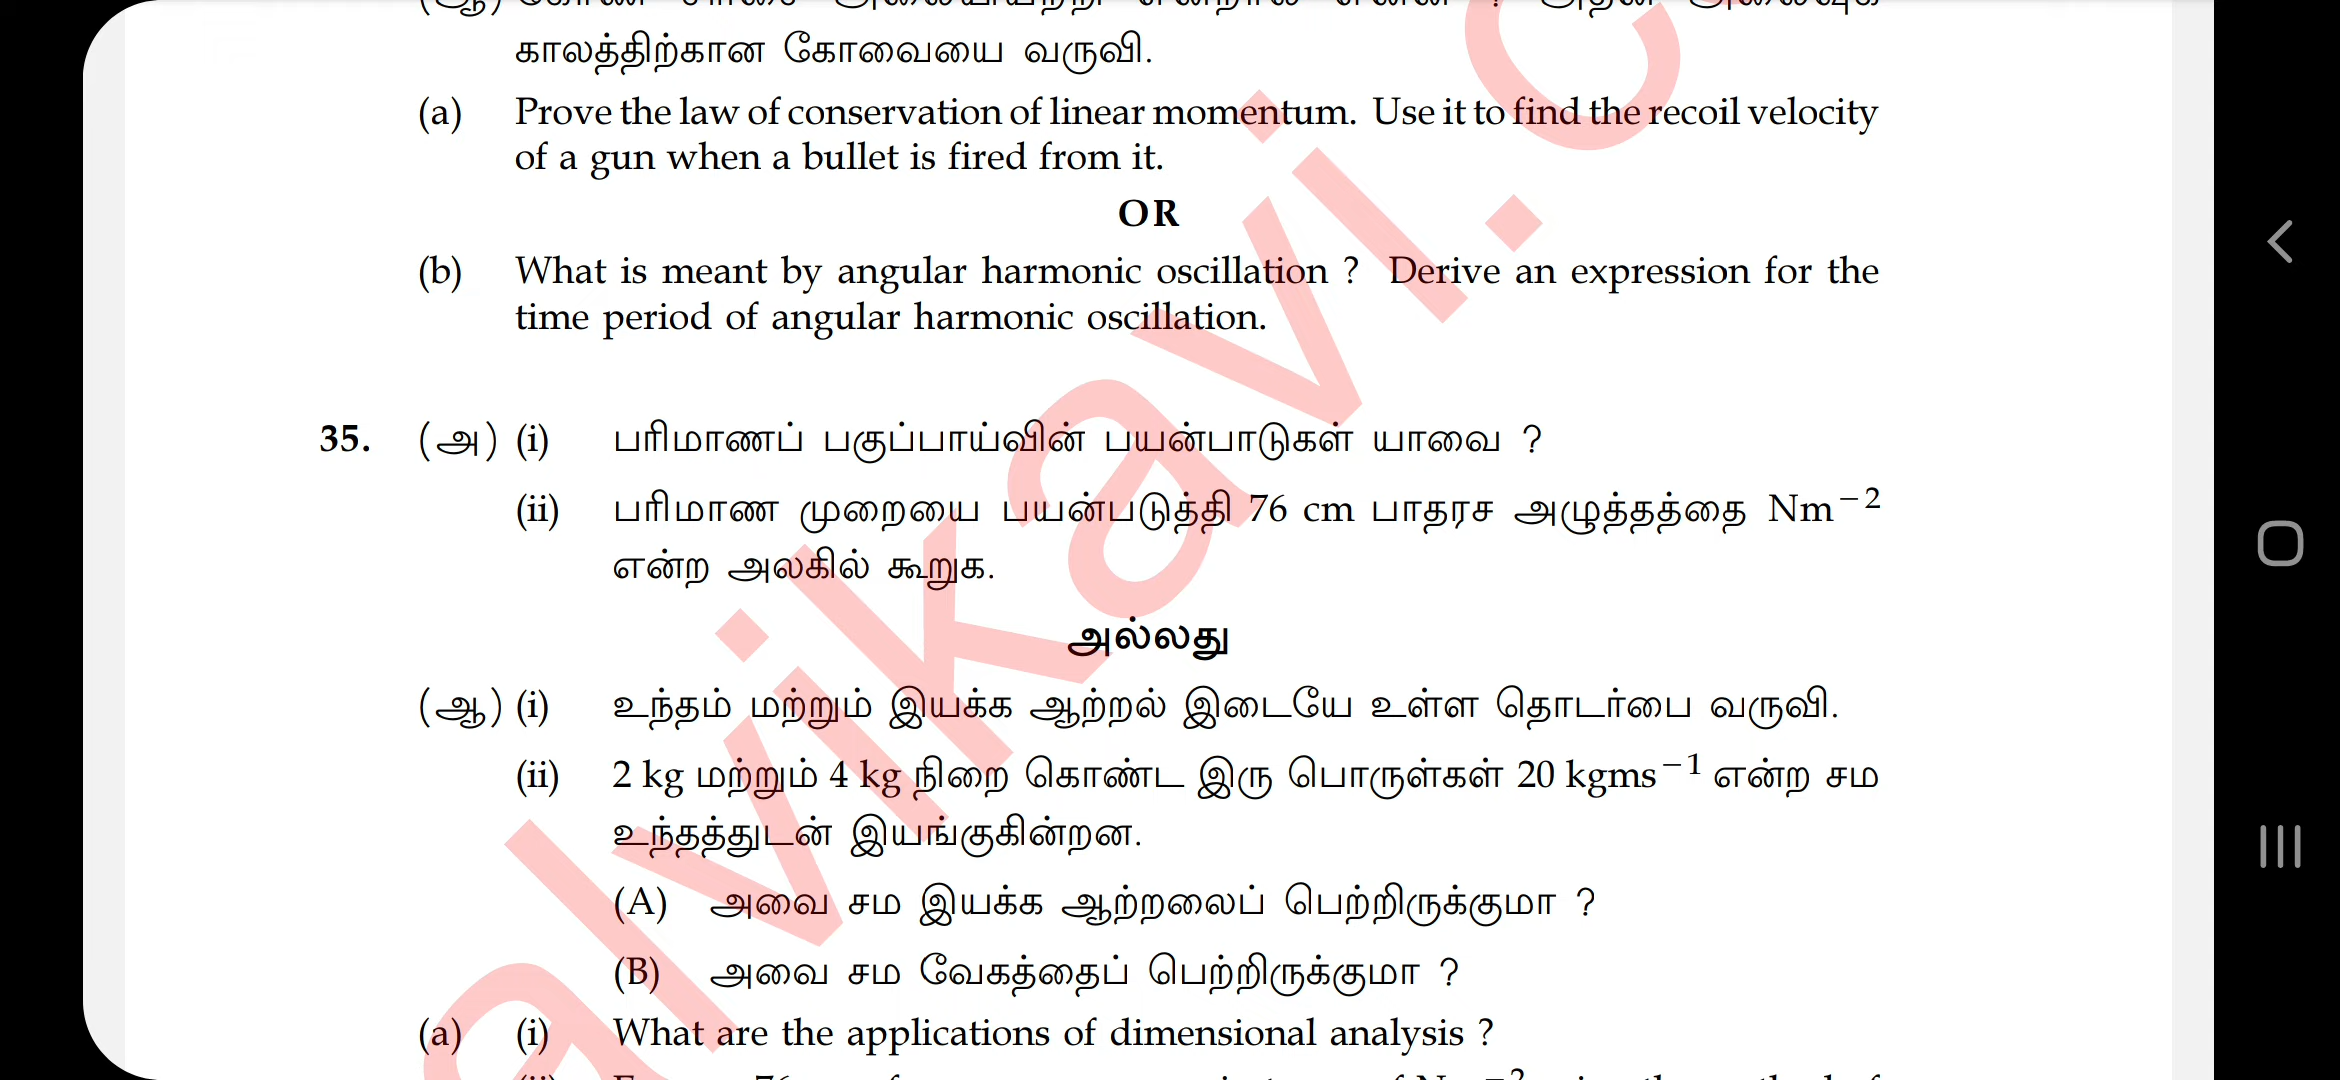 காலத்திற்கான கோவையை வருவி.
(a) Prove the law of conservation of linear momentum. Use it to find the recoil velocity
of a gun when a bullet is fired from it.
OR
(b) What is meant by angular harmonic oscillation ? Derive an expression for the
time period of angular harmonic oscillation.
35. (அ) (i) பரிமாணப் பகுப்பாய்வின் பயன்பாடுகள் யாவை ?
(ii) பரிமாண முறையை பயன்படுத்தி 76 cm பாதரச அழுத்தத்தை Nm⁻²
என்ற அலகில் கூறுக.
அல்லது
(ஆ) (i) உந்தம் மற்றும் இயக்க ஆற்றல் இடையே உள்ள தொடர்பை வருவி.
(ii) 2 kg மற்றும் 4 kg நிறை கொண்ட இரு பொருள்கள் 20 kgms⁻¹ என்ற சம
உந்தத்துடன் இயங்குகின்றன.
(A) அவை சம இயக்க ஆற்றலைப் பெற்றிருக்குமா ?
(B) அவை சம வேகத்தைப் பெற்றிருக்குமா ?
(a) (i) What are the applications of dimensional analysis ?
alvikavi.c